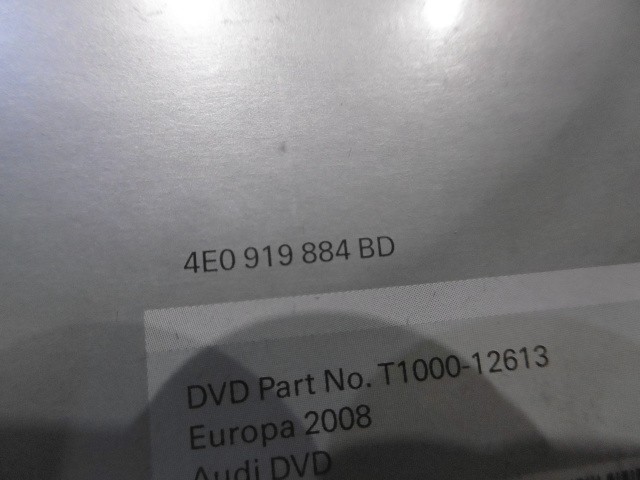 4E0 919 884 BD
DVD Part No. T1000-12613
Europa 2008
Audi DVD